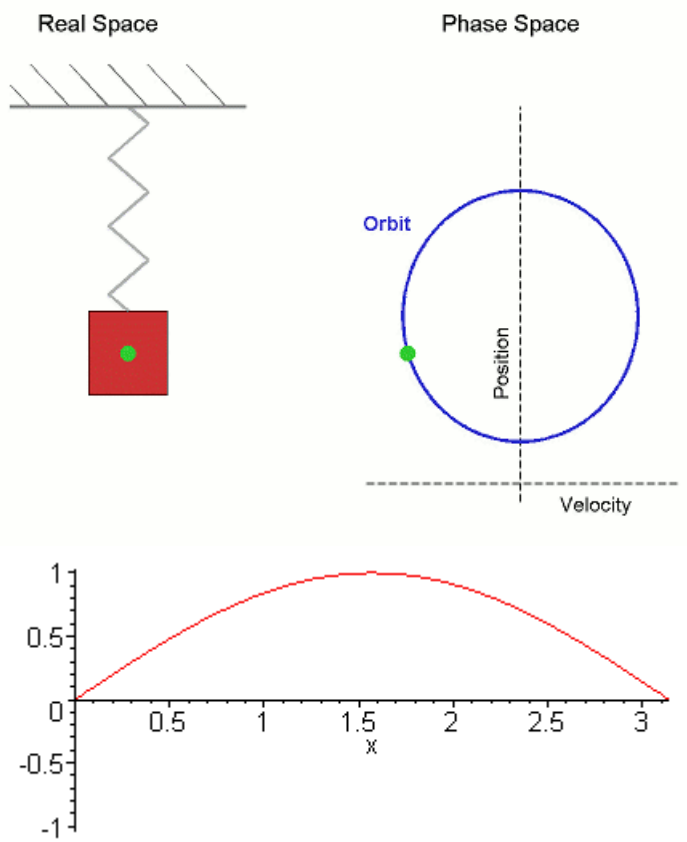 Real Space
Phase Space
Orbit
Position
Velocity
1
0.5
0
-0.5
-1
0.5
1
1.5
2
2.5
3
x